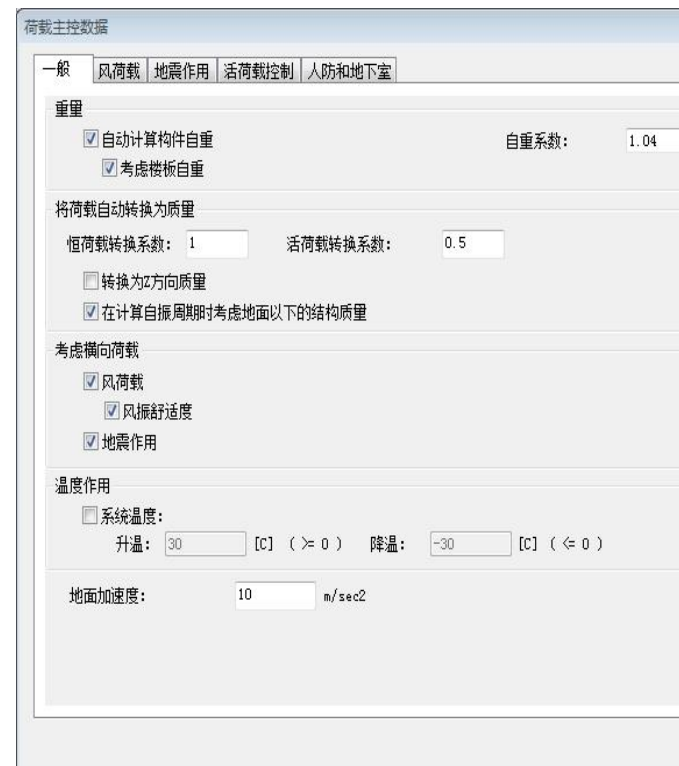 荷载主控数据
一般 风荷载 地震作用 活荷载控制 人防和地下室
重量
自动计算构件自重 自重系数： 1.04
考虑楼板自重
将荷载自动转换为质量
恒荷载转换系数： 1 活荷载转换系数： 0.5
转换为Z方向质量
在计算自振周期时考虑地面以下的结构质量
考虑横向荷载
风荷载
风振舒适度
地震作用
温度作用
系统温度：
升温： 30 [C] ( >= 0 ) 降温： -30 [C] ( <= 0 )
地面加速度： 10 m/sec2